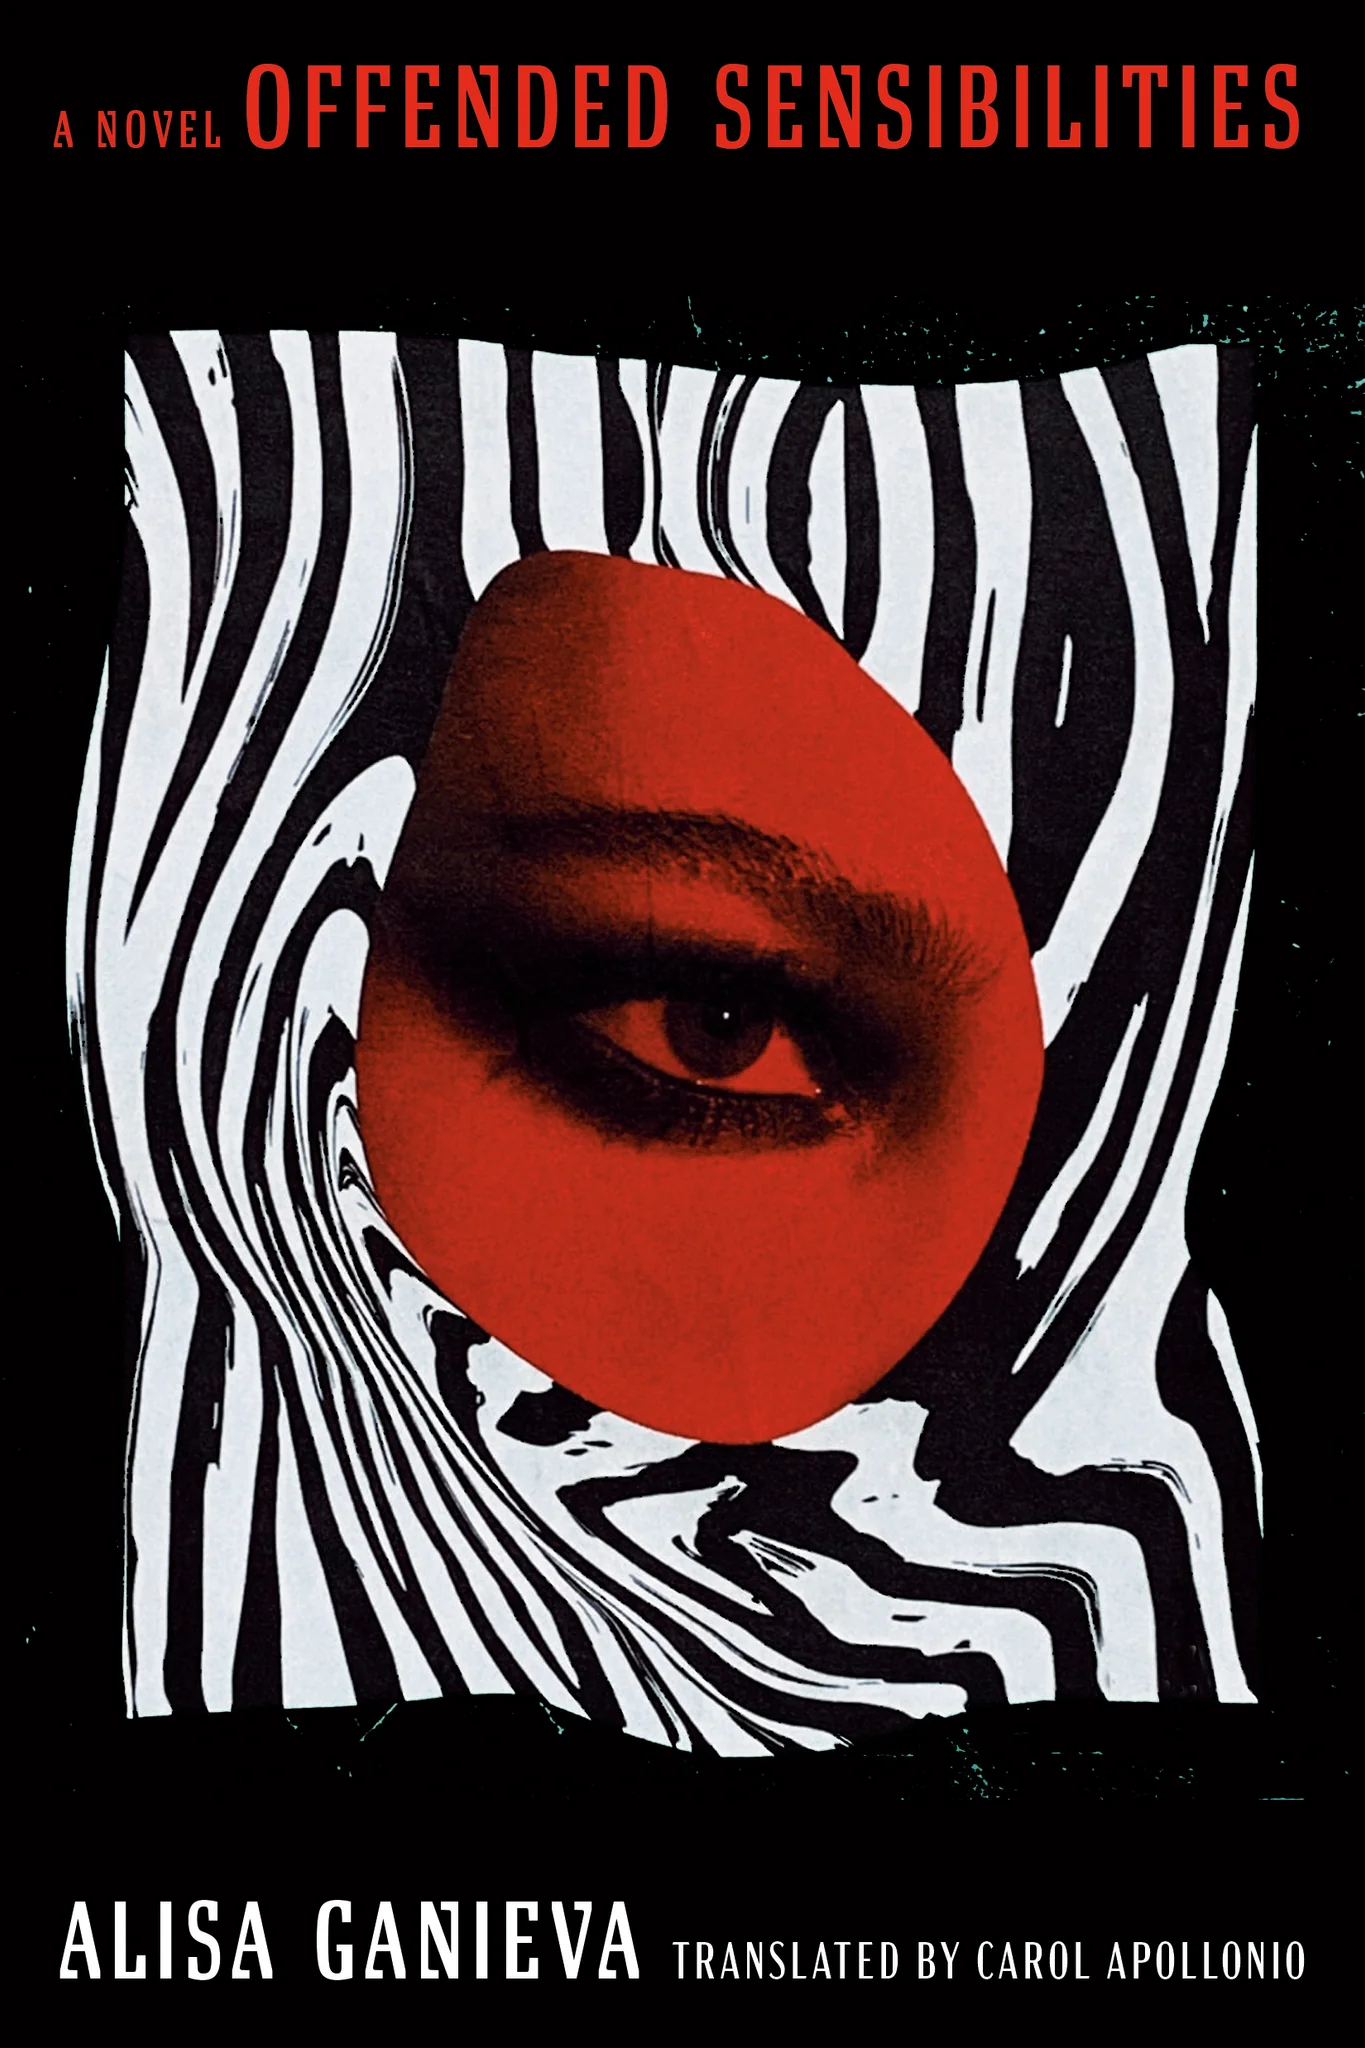 A NOVEL OFFENDED SENSIBILITIES
ALISA GANIEVA TRANSLATED BY CAROL APOLLONIO